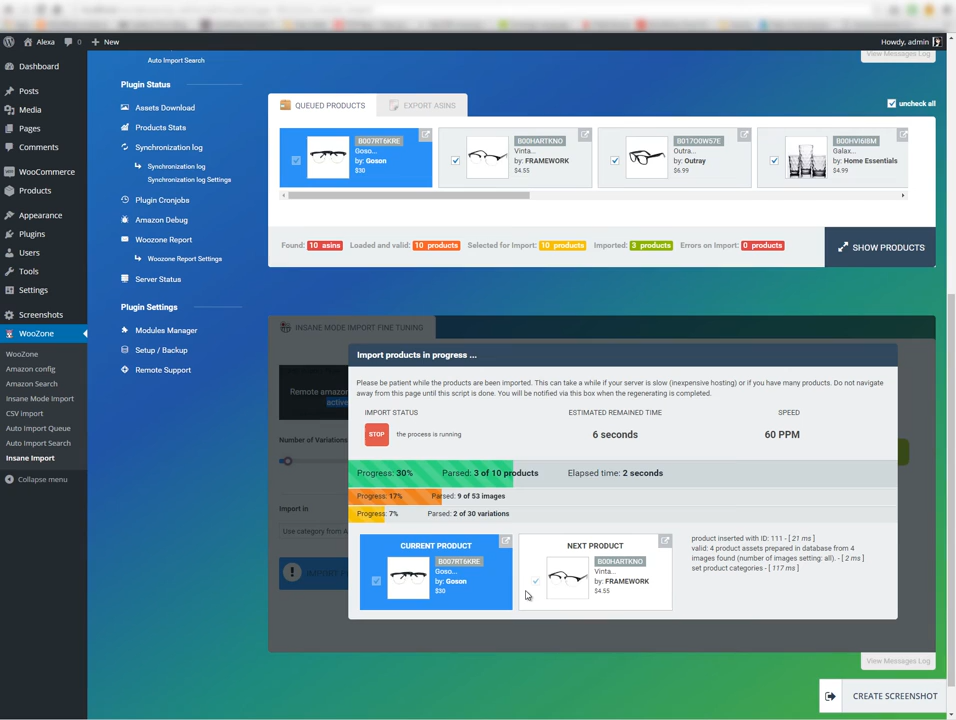 Alexa
0
New
Howdy, admin
Dashboard
Posts
Media
Pages
Comments
WooCommerce
Products
Appearance
Plugins
Users
Tools
Settings
Screenshots
WooZone
WooZone
Amazon config
Amazon Search
Insane Mode Import
CSV import
Auto Import Queue
Auto Import Search
Insane Import
Collapse menu
Auto Import Search
Plugin Status
Assets Download
Products Stats
Synchronization log
Synchronization log
Synchronization log Settings
Plugin Cronjobs
Amazon Debug
Woozone Report
Woozone Report Settings
Server Status
Plugin Settings
Modules Manager
Setup / Backup
Remote Support
View Messages Log
QUEUED PRODUCTS
EXPORT ASINS
uncheck all
B007RT6KRE
Goso...
by: Goson
$30
B00HARTKNO
Vinta...
by: FRAMEWORK
$4.55
B017O0W57E
Outra...
by: Outray
$6.99
B00HVI6IBM
Galax...
by: Home Essentials
$4.99
Found: 10 asins Loaded and valid: 10 products Selected for Import: 10 products Imported: 3 products Errors on Import: 0 products
SHOW PRODUCTS
INSANE MODE IMPORT FINE TUNING
Remote amazon
active
Number of Variations
Import in
Use category from A
IMPORT P
Import products in progress ...
Please be patient while the products are been imported. This can take a while if your server is slow (inexpensive hosting) or if you have many products. Do not navigate
away from this page until this script is done. You will be notified via this box when the regenerating is completed.
IMPORT STATUS
ESTIMATED REMAINED TIME
SPEED
STOP
the process is running
6 seconds
60 PPM
Progress: 30% Parsed: 3 of 10 products Elapsed time: 2 seconds
Progress: 17% Parsed: 9 of 53 images
Progress: 7% Parsed: 2 of 30 variations
CURRENT PRODUCT
B007RT6KRE
Goso...
by: Goson
$30
NEXT PRODUCT
B00HARTKNO
Vinta...
by: FRAMEWORK
$4.55
product inserted with ID: 111 - [ 21 ms ]
valid: 4 product assets prepared in database from 4
images found (number of images setting: all). - [ 2 ms ]
set product categories - [ 117 ms ]
View Messages Log
CREATE SCREENSHOT